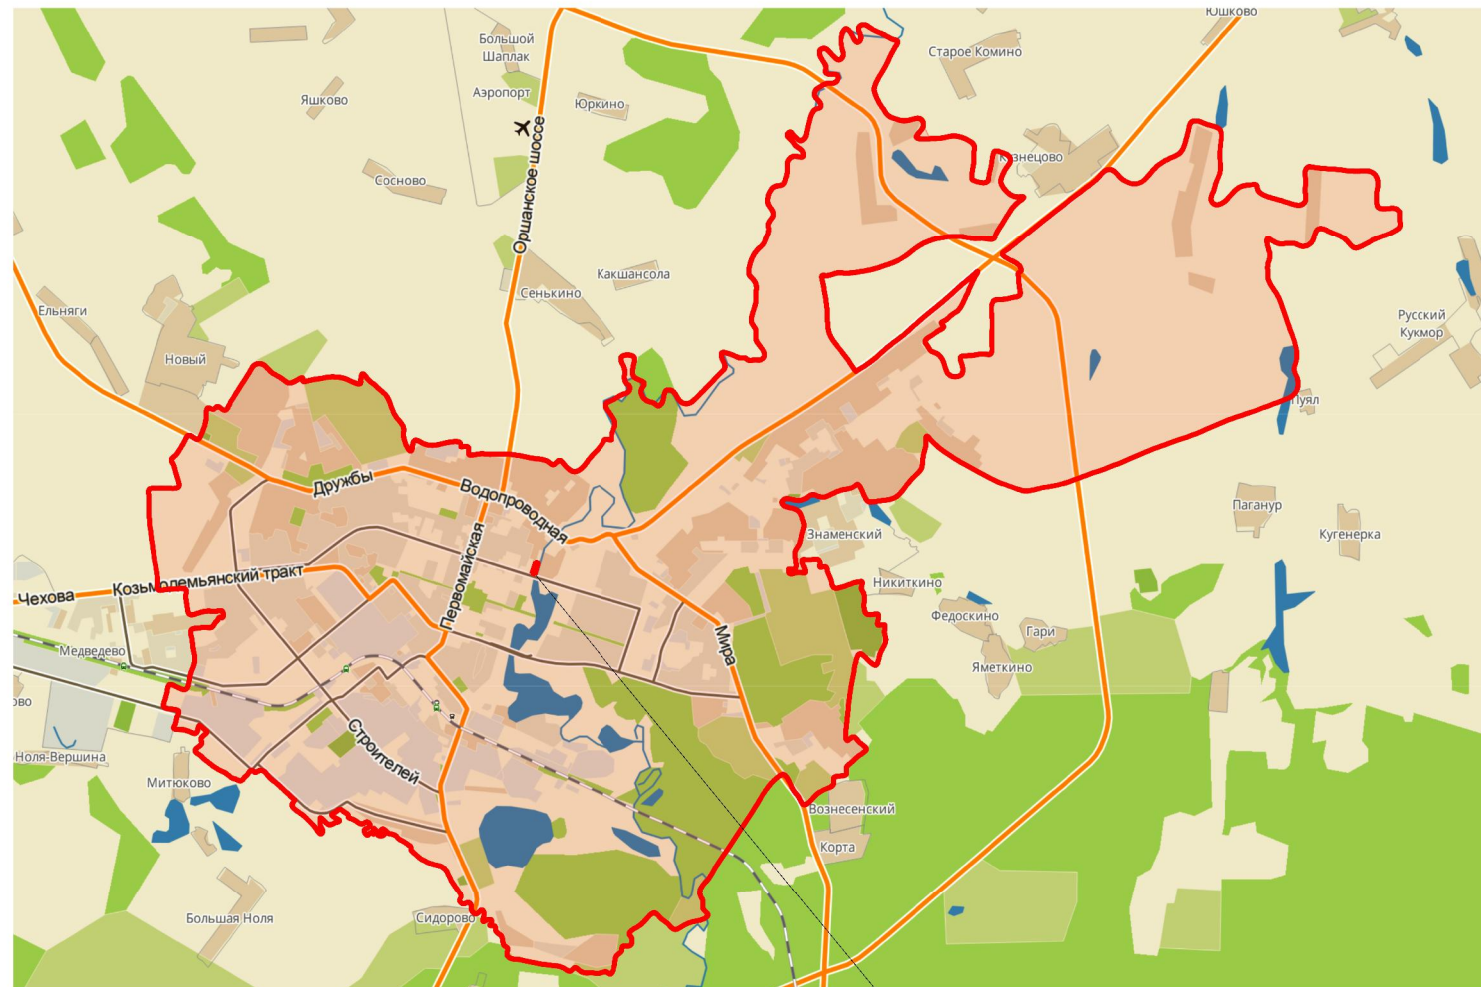 Юшково
Большой
Шаплак
Старое Комино
Аэропорт
Яшково
Юркино
Оршанское шоссе
Кузнецово
Сосново
Какшансола
Сенькино
Ельняги
Русский
Кукмор
Новый
Пуял
Дружбы
Водопроводная
Паганур
Первомайская
Знаменский
Кугенерка
Козьмодемьянский тракт
Чехова
Никиткино
Федоскино
Гари
Мира
Медведево
Яметкино
ово
Строителей
Ноля-Вершина
Митюково
Вознесенский
Корта
Большая Ноля
Сидорово